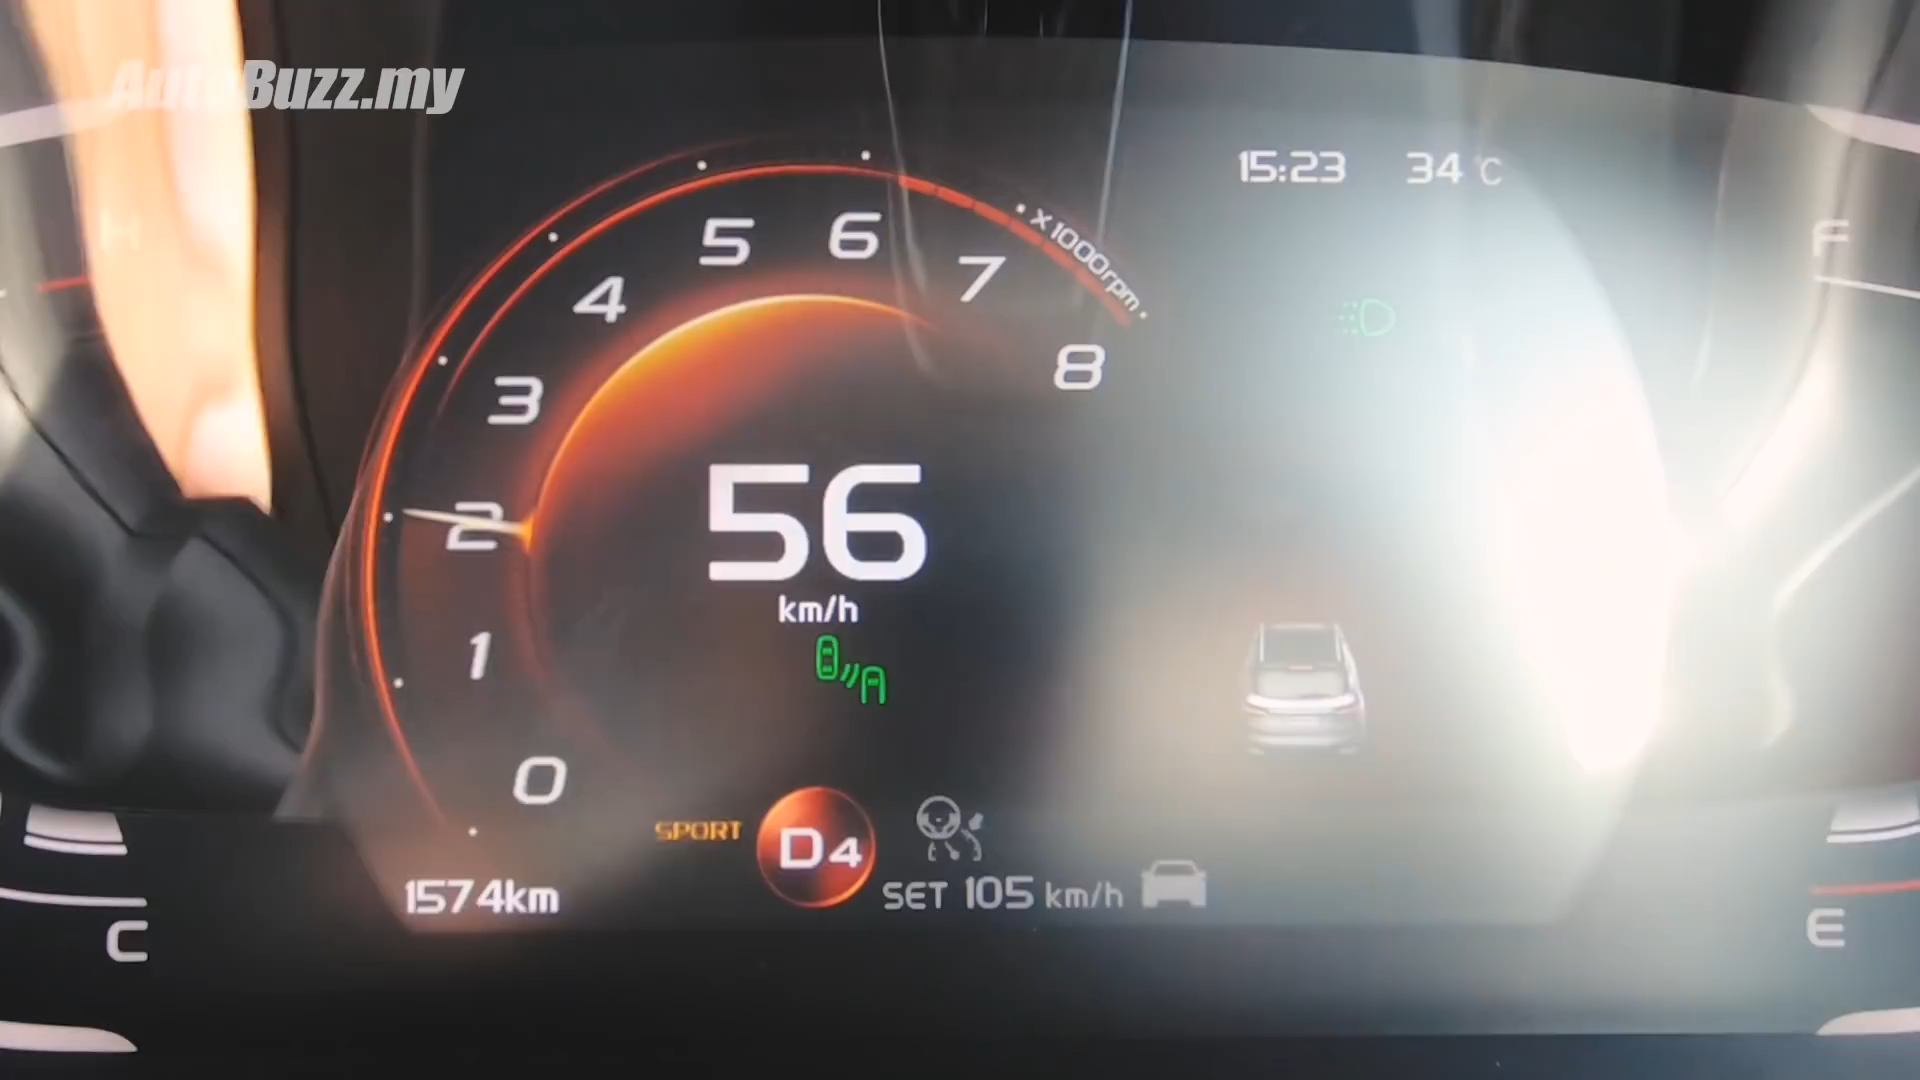 AutoBuzz.my
15:23 34 °C
H
F
0
1
2
3
4
5
6
7
8
X1000rpm
56
km/h
SPORT
D4
1574km
SET 105 km/h
C
E